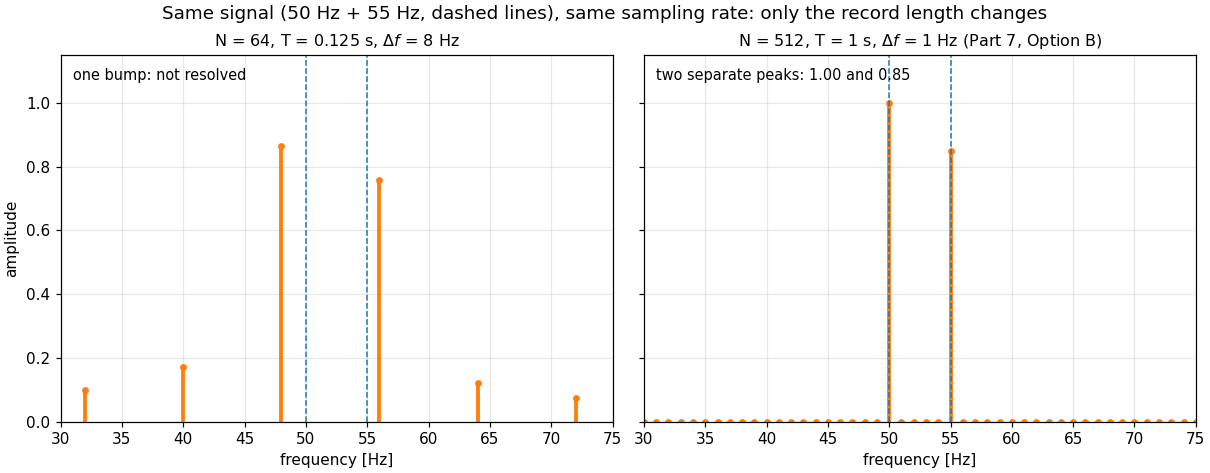 Same signal (50 Hz + 55 Hz, dashed lines), same sampling rate: only the record length changes
N = 64, T = 0.125 s, Δf = 8 Hz
one bump: not resolved
amplitude
1.0
0.8
0.6
0.4
0.2
0.0
30 35 40 45 50 55 60 65 70 75
frequency [Hz]
N = 512, T = 1 s, Δf = 1 Hz (Part 7, Option B)
two separate peaks: 1.00 and 0.85
30 35 40 45 50 55 60 65 70 75
frequency [Hz]